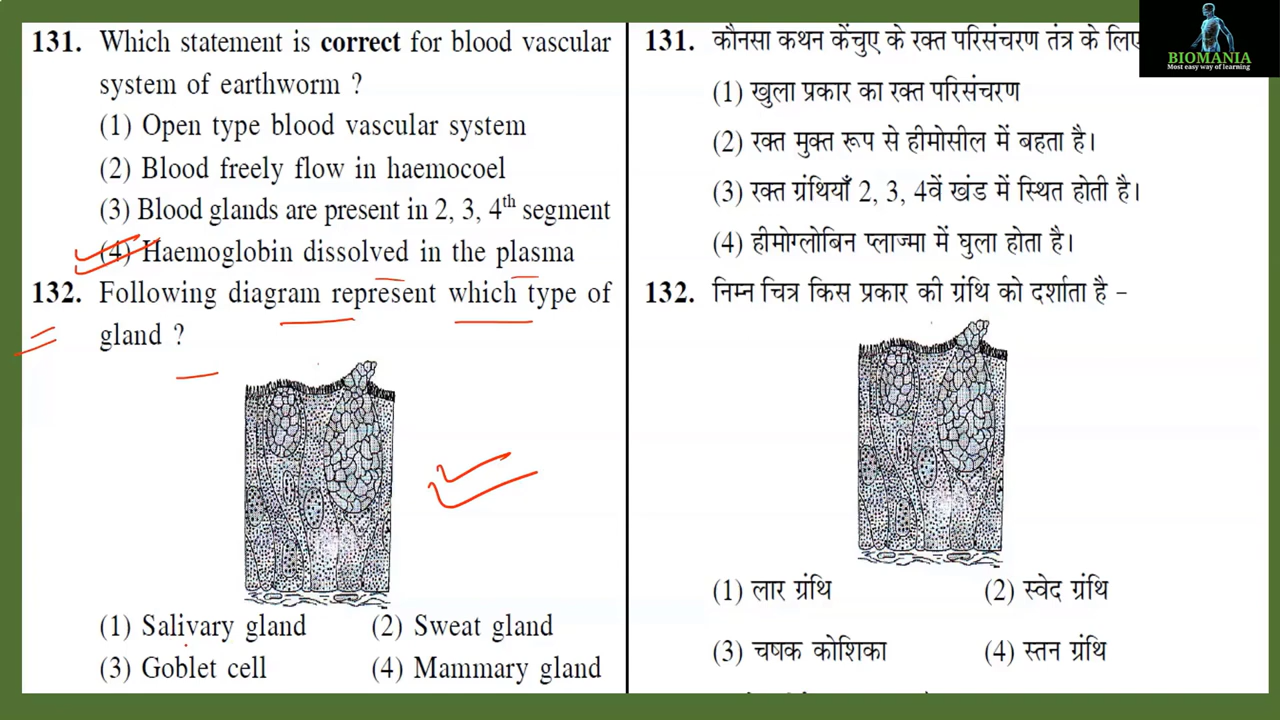 BIOMANIA
Most easy way of learning
131. Which statement is correct for blood vascular
system of earthworm ?
(1) Open type blood vascular system
(2) Blood freely flow in haemocoel
(3) Blood glands are present in 2, 3, 4th segment
(4) Haemoglobin dissolved in the plasma
132. Following diagram represent which type of
gland ?
(1) Salivary gland (2) Sweat gland
(3) Goblet cell (4) Mammary gland
131. कौनसा कथन केंचुए के रक्त परिसंचरण तंत्र के लिए
(1) खुला प्रकार का रक्त परिसंचरण
(2) रक्त मुक्त रूप से हीमोसील में बहता है।
(3) रक्त ग्रंथियाँ 2, 3, 4वें खंड में स्थित होती है।
(4) हीमोग्लोबिन प्लाज्मा में घुला होता है।
132. निम्न चित्र किस प्रकार की ग्रंथि को दर्शाता है –
(1) लार ग्रंथि (2) स्वेद ग्रंथि
(3) चषक कोशिका (4) स्तन ग्रंथि